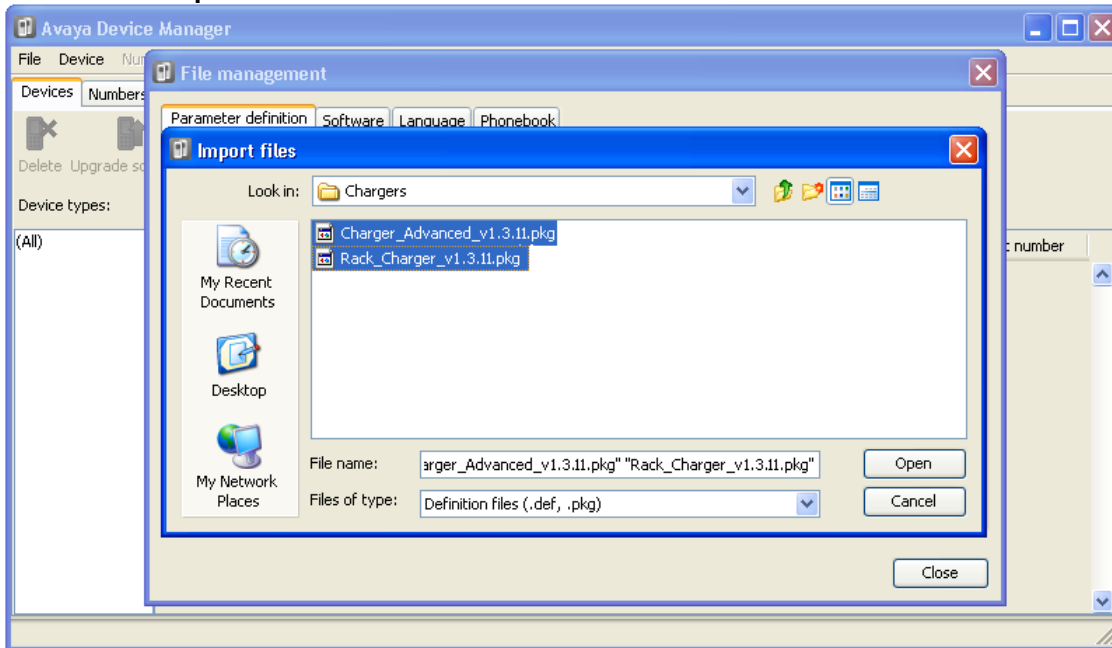 Avaya Device Manager
File Device
File management
Devices Numbers
Parameter definition Software Language Phonebook
Import files
Delete Upgrade
Look in: Chargers
Device types:
(All)
Charger_Advanced_v1.3.11.pkg
number
Rack_Charger_v1.3.11.pkg
My Recent
Documents
Desktop
File name: arger_Advanced_v1.3.11.pkg" "Rack_Charger_v1.3.11.pkg" Open
My Network
Places
Files of type: Definition files (.def, .pkg) Cancel
Close